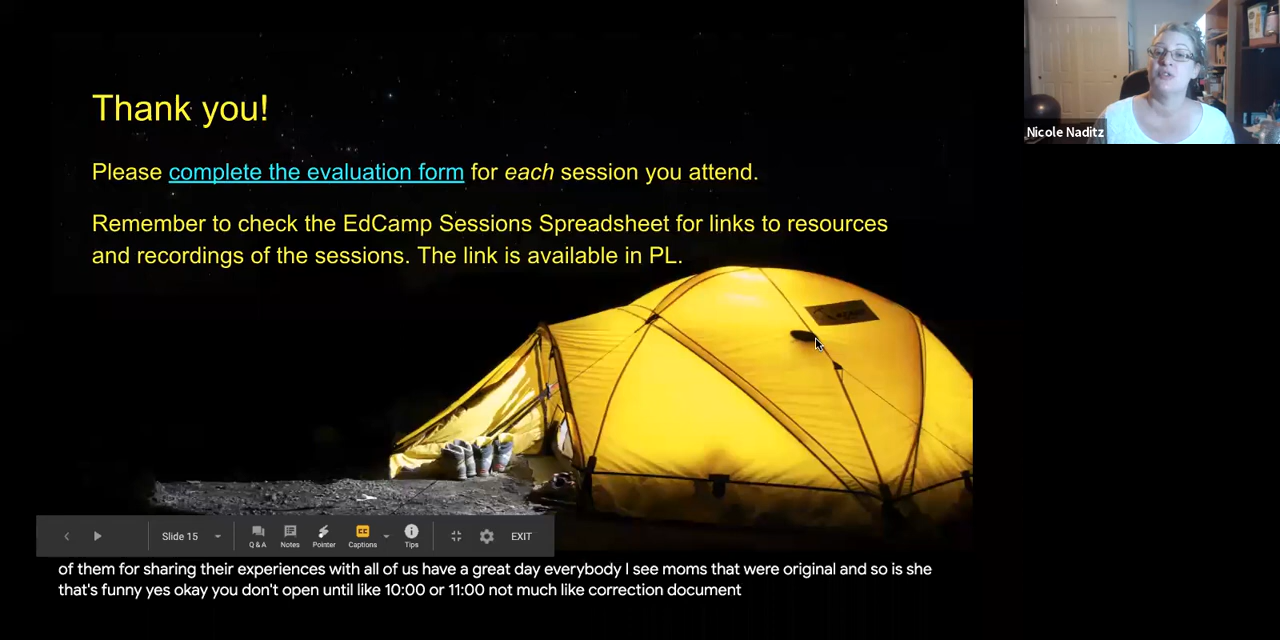 Thank you!
Please complete the evaluation form for each session you attend.
Remember to check the EdCamp Sessions Spreadsheet for links to resources
and recordings of the sessions. The link is available in PL.
Nicole Naditz
Slide 15
Q&A
Notes
Pointer
CC
Captions
Tips
EXIT
of them for sharing their experiences with all of us have a great day everybody I see moms that were original and so is she
that's funny yes okay you don't open until like 10:00 or 11:00 not much like correction document